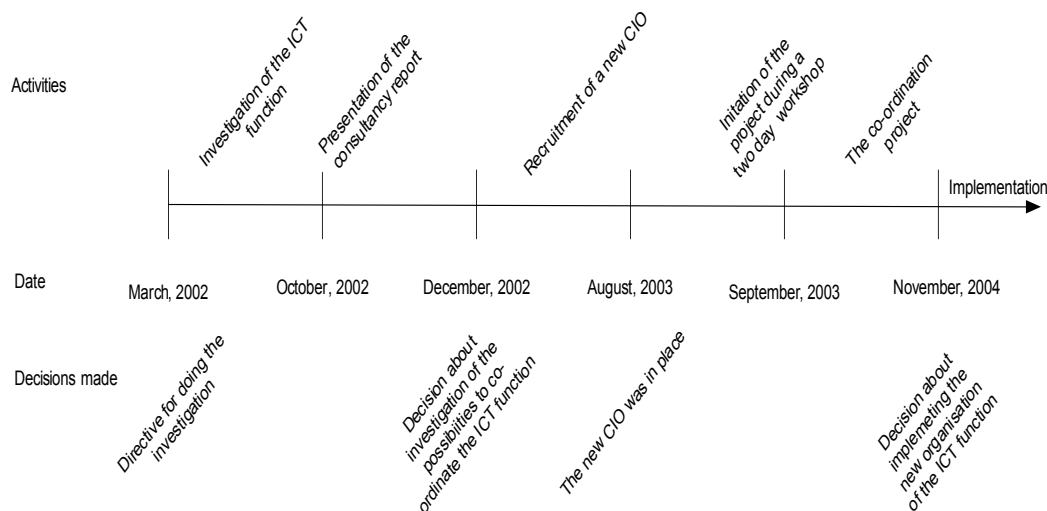 Activities
Investigation of the ICT
function
Presentation of the
consultancy report
Recruitment of a new CIO
Initation of the
project during a
two day workshop
The co-ordination
project
Implementation
Date
March, 2002
October, 2002
December, 2002
August, 2003
September, 2003
November, 2004
Decisions made
Directive for doing the
investigation
Decision about
investigation of the
possibiities to co-
ordinate the ICT function
The new CIO was in place
Decision about
implemeting the
new organisation
of the ICT function